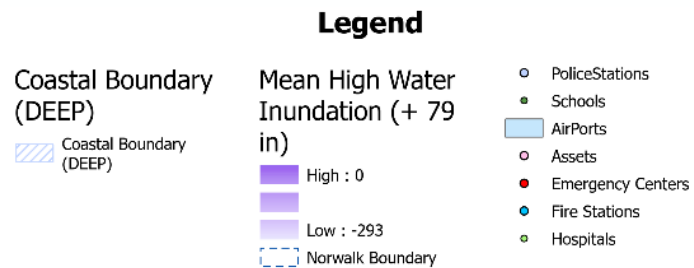 Legend
Coastal Boundary
(DEEP)
Coastal Boundary
(DEEP)
Mean High Water
Inundation (+ 79
in)
High : 0
Low : -293
Norwalk Boundary
PoliceStations
Schools
AirPorts
Assets
Emergency Centers
Fire Stations
Hospitals